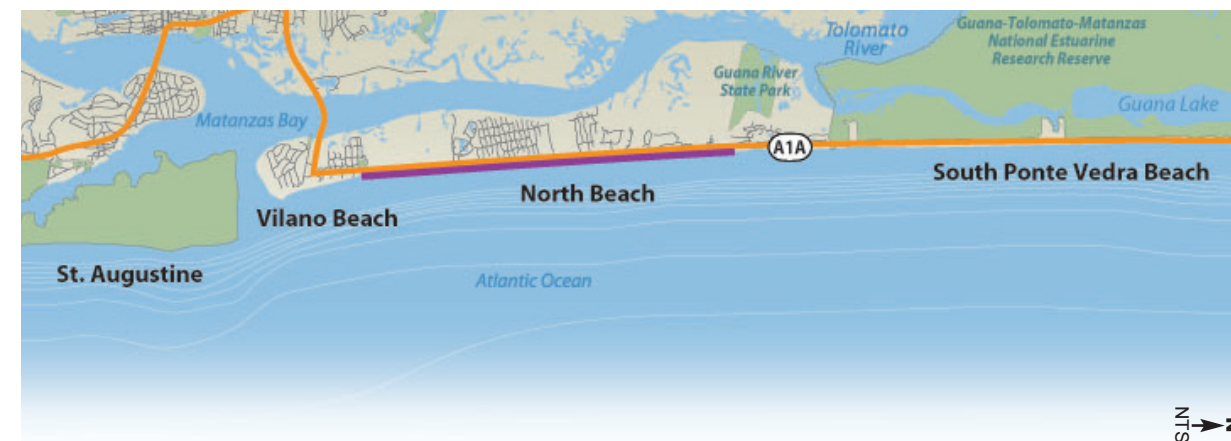 Tolomato
River
Guana-Tolomato-Matanzas
National Estuarine
Research Reserve
Guana River
State Park
Guana Lake
Matanzas Bay
A1A
South Ponte Vedra Beach
North Beach
Vilano Beach
St. Augustine
Atlantic Ocean
NTS